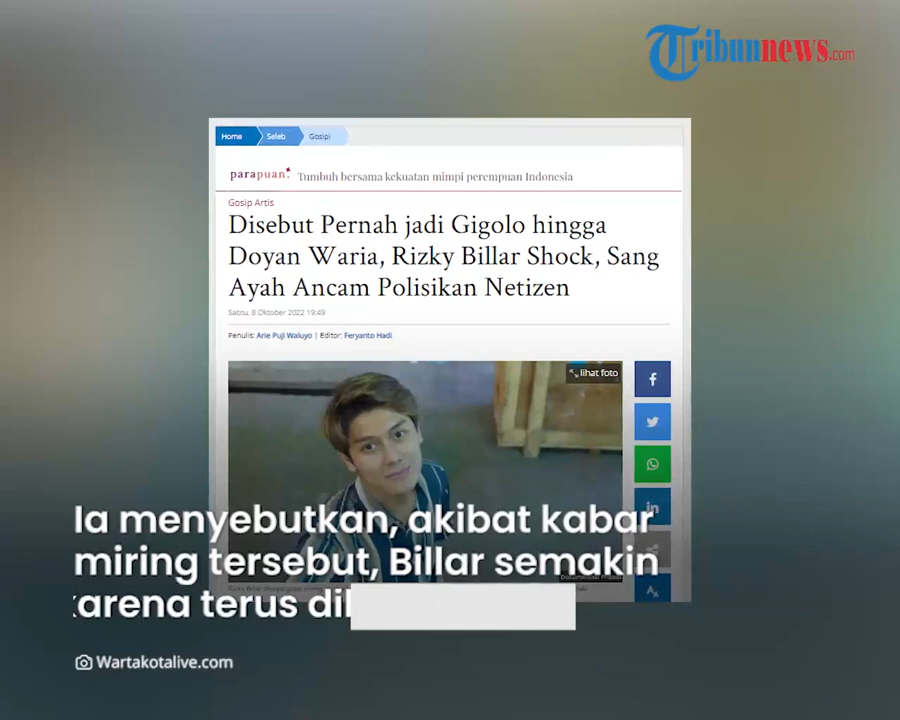 Tribunnews.com
Home Seleb Gosipi
parapuan. Tumbuh bersama kekuatan mimpi perempuan Indonesia
Gosip Artis
Disebut Pernah jadi Gigolo hingga
Doyan Waria, Rizky Billar Shock, Sang
Ayah Ancam Polisikan Netizen
Sabtu, 8 Oktober 2022 19:49
Penulis: Arie Puji Waluyo | Editor: Feryanto Hadi
lihat foto
Ia menyebutkan, akibat kabar
miring tersebut, Billar semakin
karena terus dil
Wartakotalive.com